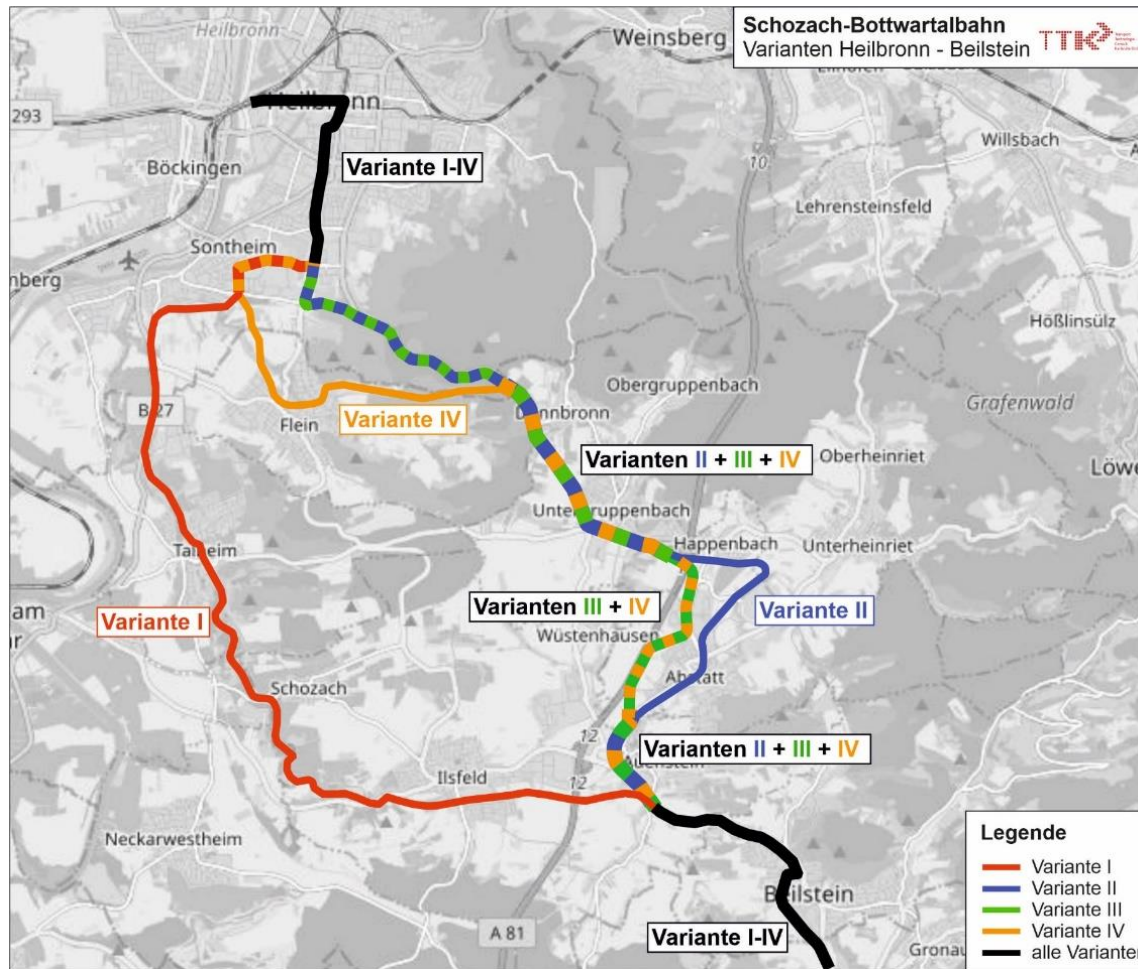 Schozach-Bottwartalbahn
Varianten Heilbronn - Beilstein
TTK
Heilbronn
Weinsberg
293
Heilbronn
Böckingen
Variante I-IV
10
Willsbach
Lehrensteinsfeld
Sontheim
Hößlinsülz
Obergruppenbach
Grafenwald
B 27
Flein
Variante IV
Donnbronn
Varianten II + III + IV
Oberheinriet
Untergruppenbach
Happenbach
Unterheinriet
Talheim
Variante I
Varianten III + IV
Variante II
Wüstenhausen
Abstatt
Schozach
12
Varianten II + III + IV
Auenstein
Ilsfeld
12
Neckarwestheim
Beilstein
A 81
Variante I-IV
Gronau
Legende
Variante I
Variante II
Variante III
Variante IV
alle Varianten